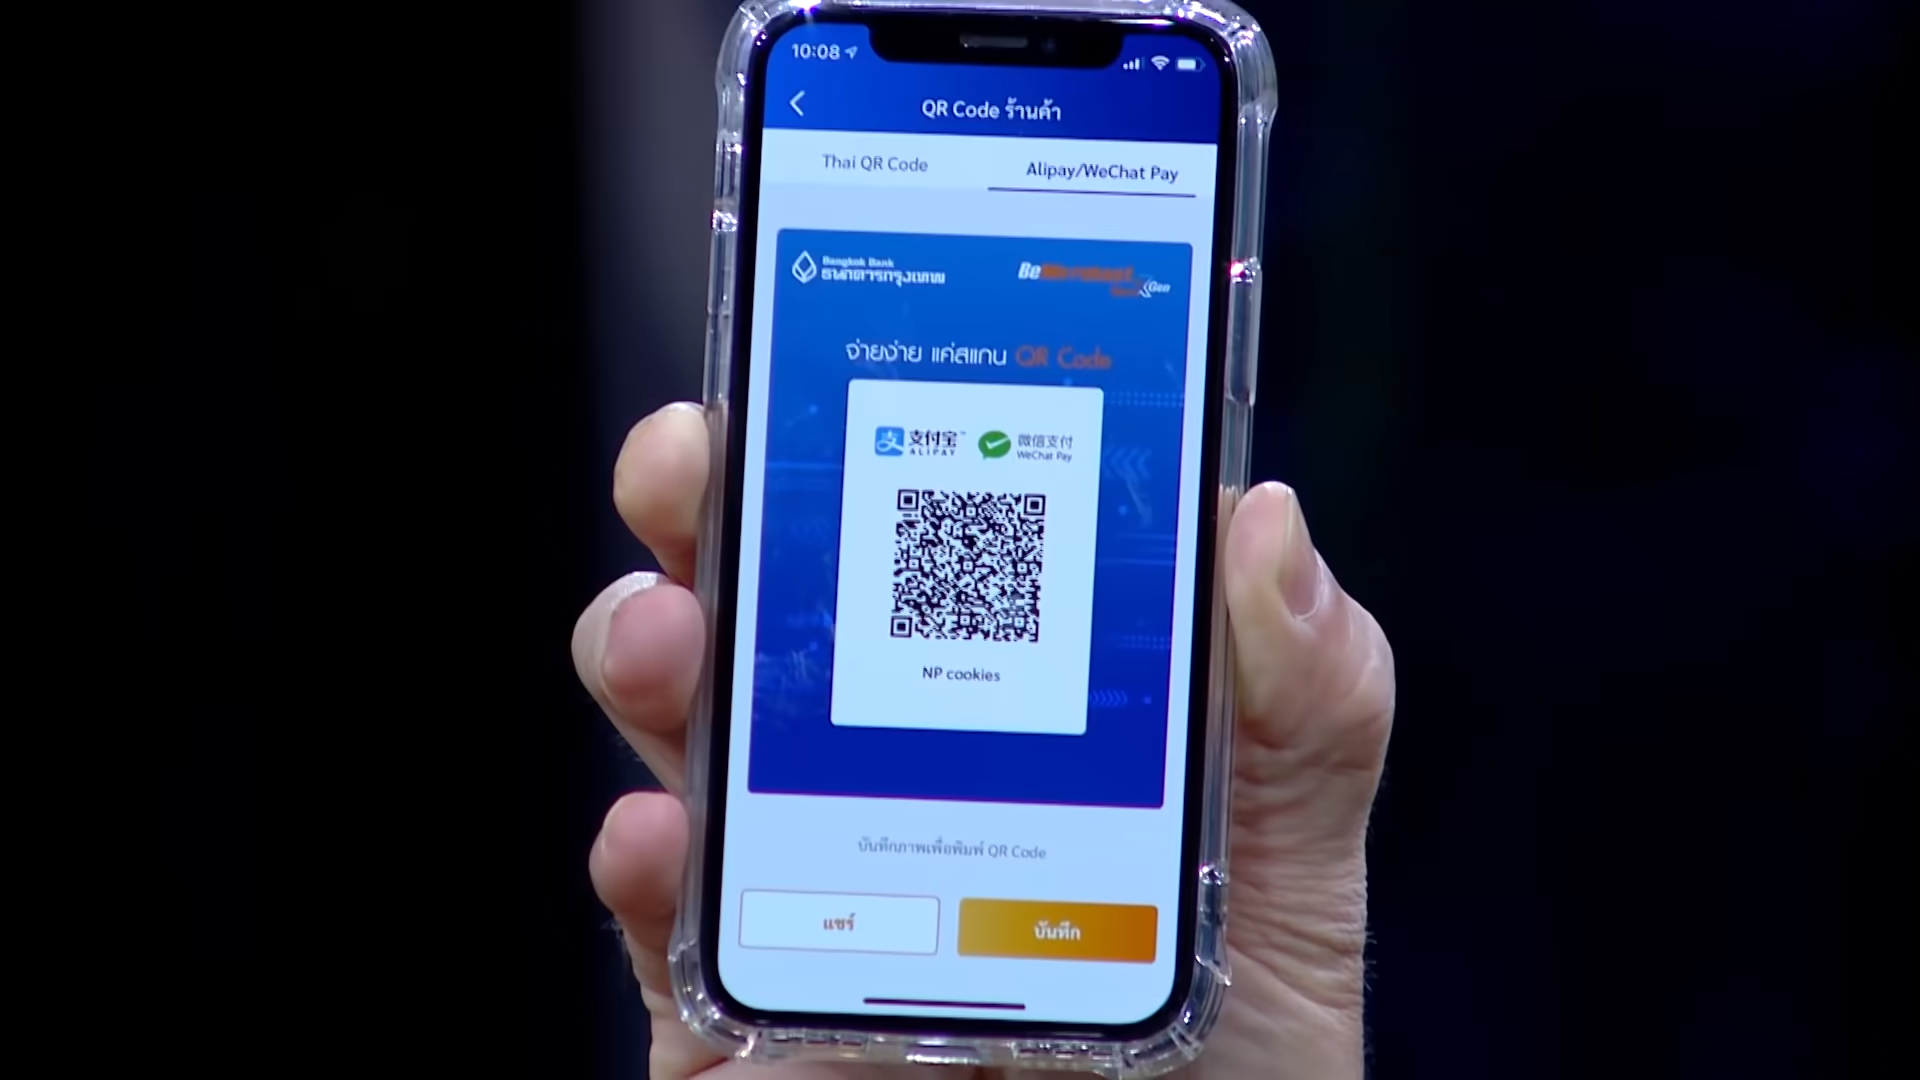 10:08
QR Code ร้านค้า
Thai QR Code
Alipay/WeChat Pay
Bangkok Bank
ธนาคารกรุงเทพ
BeMerchant
NextGen
จ่ายง่าย แค่สแกน QR Code
支付宝™
ALIPAY
微信支付
WeChat Pay
NP cookies
บันทึกภาพเพื่อพิมพ์ QR Code
แชร์
บันทึก